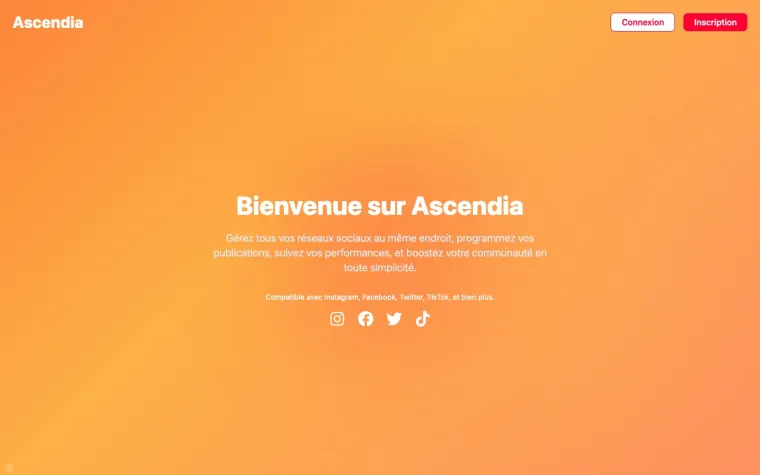 Ascendia
Connexion
Inscription
Bienvenue sur Ascendia
Gérez tous vos réseaux sociaux au même endroit, programmez vos
publications, suivez vos performances, et boostez votre communauté en
toute simplicité.
Compatible avec Instagram, Facebook, Twitter, TikTok, et bien plus.